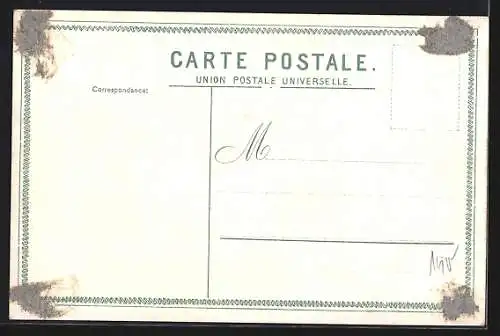 CARTE POSTALE.
UNION POSTALE UNIVERSELLE.
Correspondance:
M